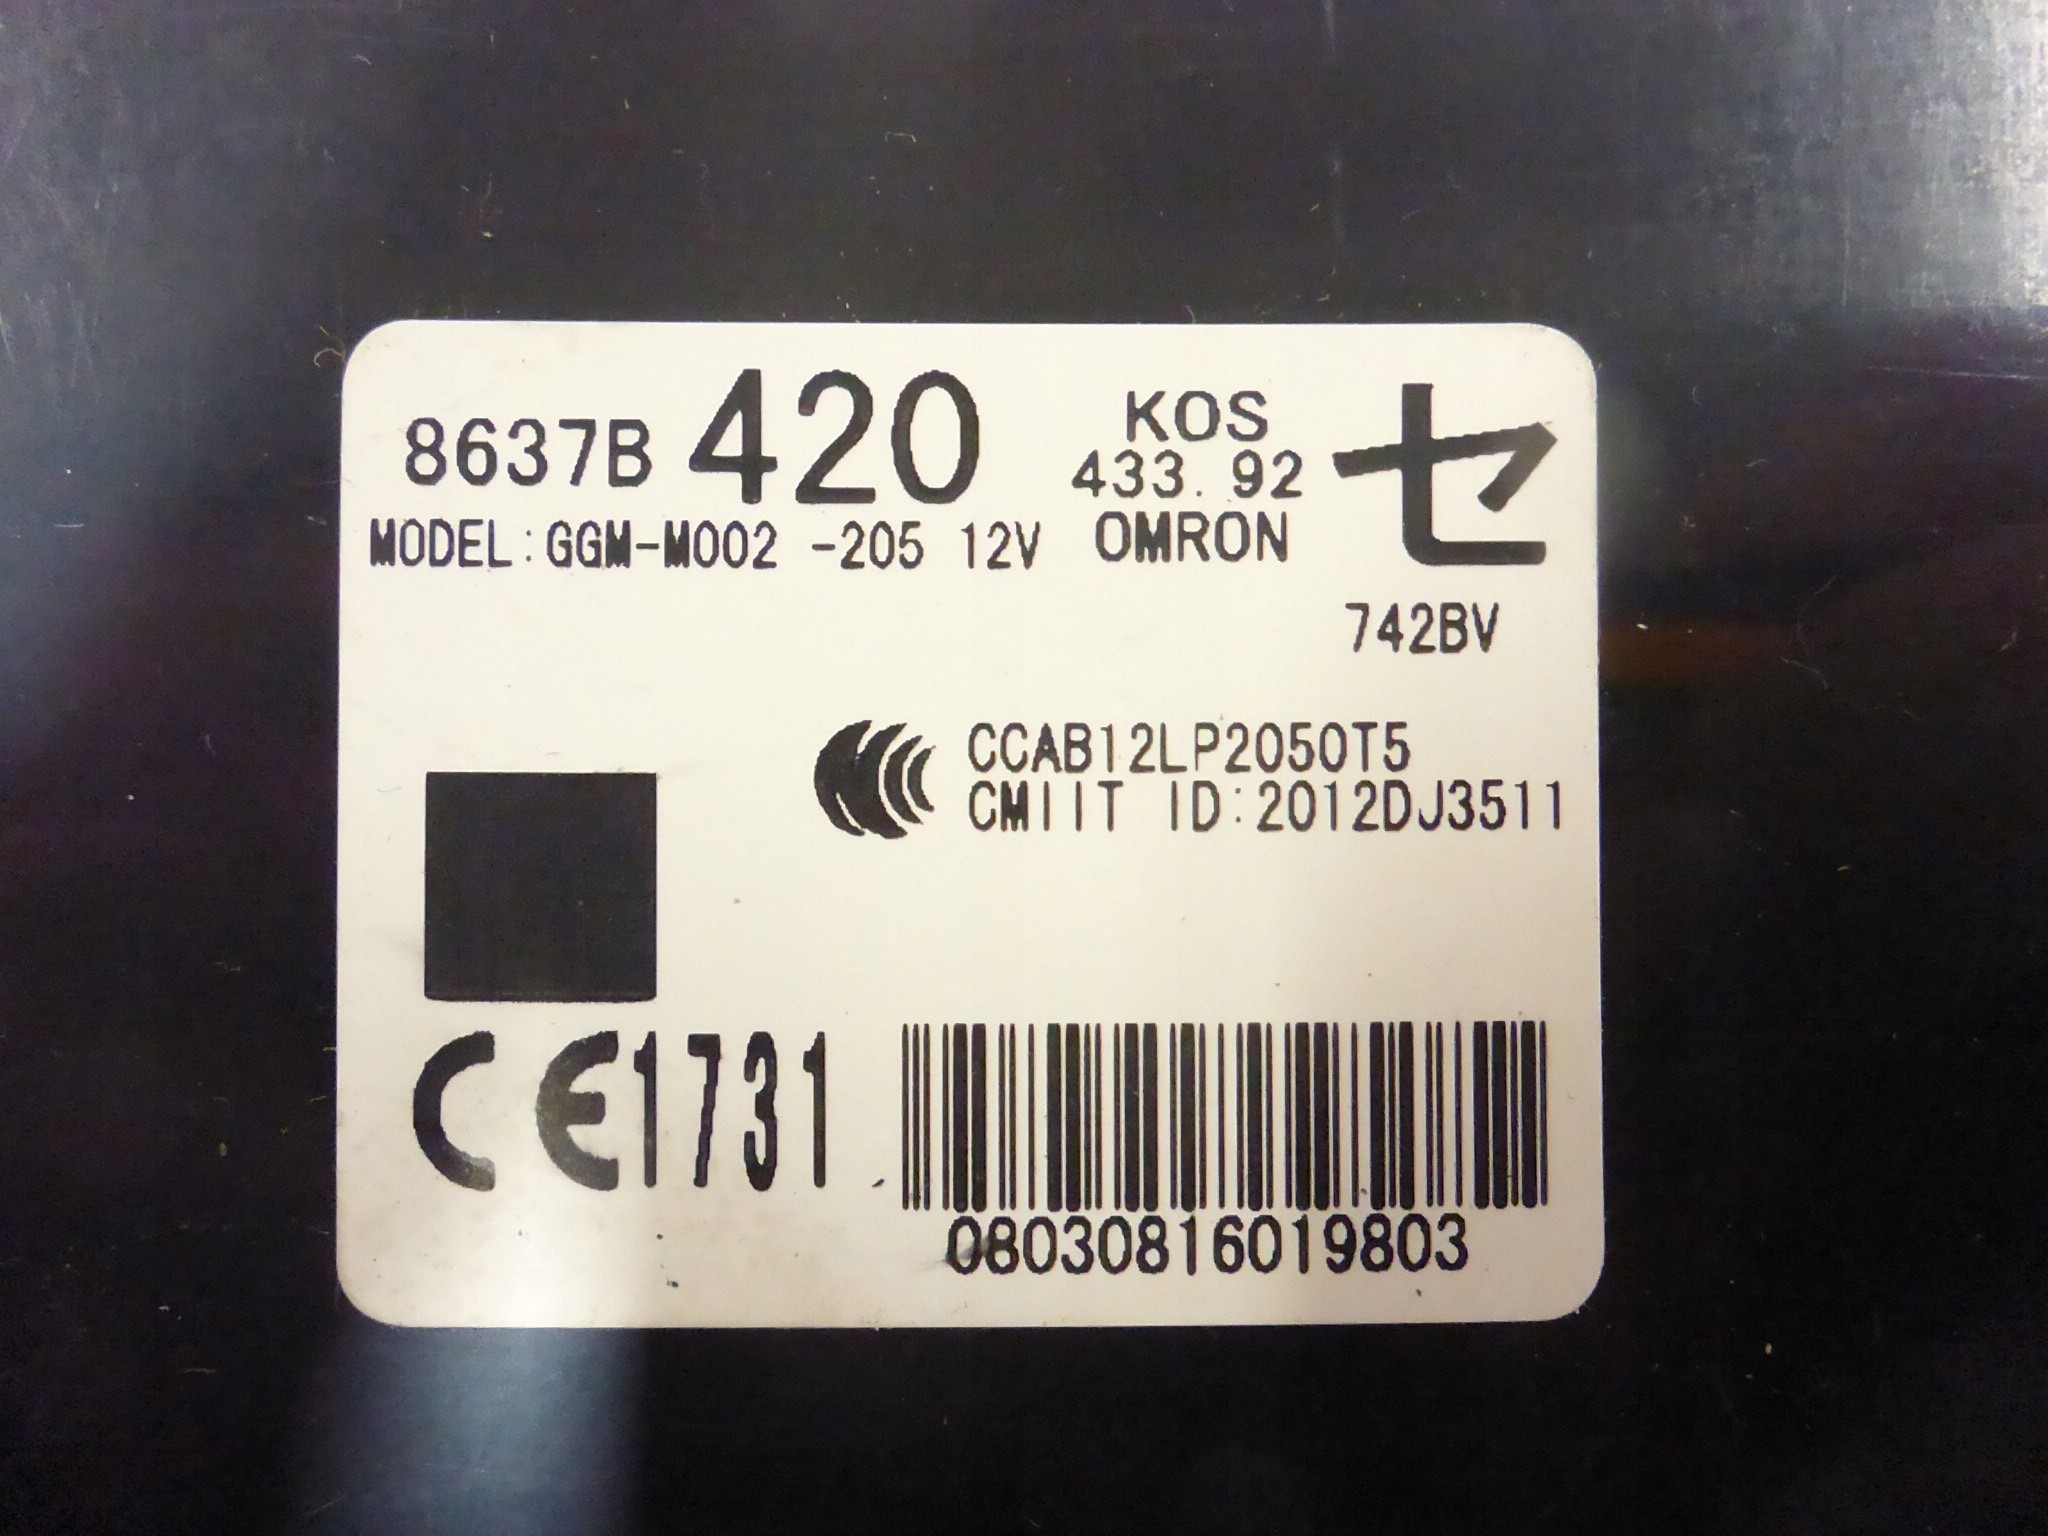 8637B 420 KOS セ
433.92
MODEL:GGM-M002 -205 12V OMRON
742BV
CCAB12LP2050T5
CMIIT ID:2012DJ3511
CE1731
08030816019803